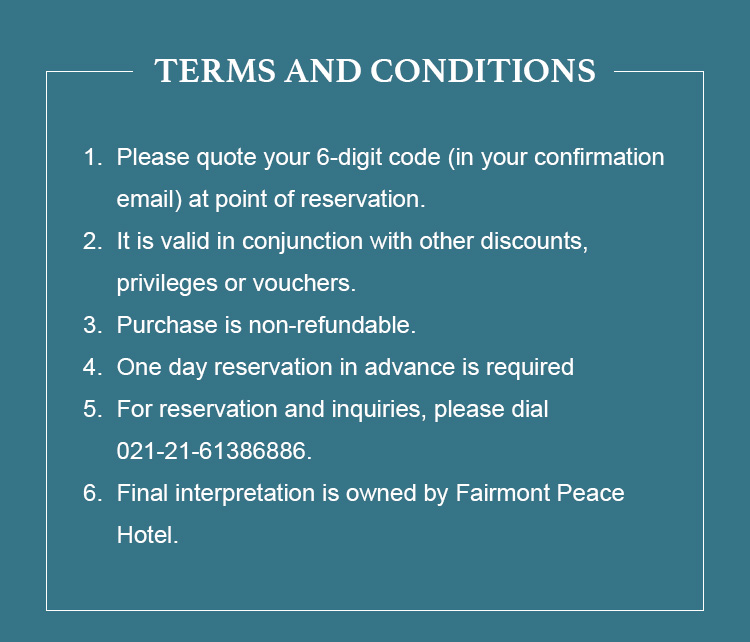 TERMS AND CONDITIONS
1. Please quote your 6-digit code (in your confirmation
email) at point of reservation.
2. It is valid in conjunction with other discounts,
privileges or vouchers.
3. Purchase is non-refundable.
4. One day reservation in advance is required
5. For reservation and inquiries, please dial
021-21-61386886.
6. Final interpretation is owned by Fairmont Peace
Hotel.